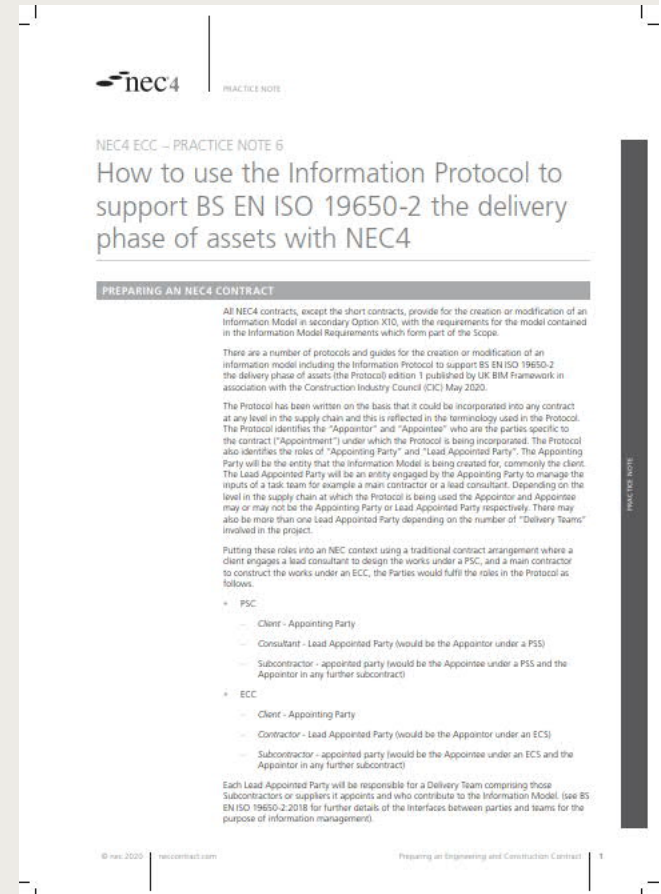 nec4
PRACTICE NOTE
NEC4 ECC – PRACTICE NOTE 6
How to use the Information Protocol to
support BS EN ISO 19650-2 the delivery
phase of assets with NEC4
PREPARING AN NEC4 CONTRACT
All NEC4 contracts, except the short contracts, provide for the creation or modification of an
Information Model in secondary Option X10, with the requirements for the model contained
in the Information Model Requirements which form part of the Scope.
There are a number of protocols and guides for the creation or modification of an
information model including the Information Protocol to support BS EN ISO 19650-2
the delivery phase of assets (the Protocol) edition 1 published by UK BIM Framework in
association with the Construction Industry Council (CIC) May 2020.
The Protocol has been written on the basis that it could be incorporated into any contract
at any level in the supply chain and this is reflected in the terminology used in the Protocol.
The Protocol identifies the "Appointor" and "Appointee" who are the parties specific to
the contract ("Appointment") under which the Protocol is being incorporated. The Protocol
also identifies the roles of "Appointing Party" and "Lead Appointed Party". The Appointing
Party will be the entity that the Information Model is being created for, commonly the client.
The Lead Appointed Party will be an entity engaged by the Appointing Party to manage the
inputs of a task team for example a main contractor or a lead consultant. Depending on the
level in the supply chain at which the Protocol is being used the Appointor and Appointee
may or may not be the Appointing Party or Lead Appointed Party respectively. There may
also be more than one Lead Appointed Party depending on the number of "Delivery Teams"
involved in the project.
Putting these roles into an NEC context using a traditional contract arrangement where a
client engages a lead consultant to design the works under a PSC, and a main contractor
to construct the works under an ECC, the Parties would fulfil the roles in the Protocol as
follows.
• PSC
– Client - Appointing Party
– Consultant - Lead Appointed Party (would be the Appointor under a PSS)
– Subcontractor - appointed party (would be the Appointee under a PSS and the
Appointor in any further subcontract)
• ECC
– Client - Appointing Party
– Contractor - Lead Appointed Party (would be the Appointor under an ECS)
– Subcontractor - appointed party (would be the Appointee under an ECS and the
Appointor in any further subcontract)
Each Lead Appointed Party will be responsible for a Delivery Team comprising those
Subcontractors or suppliers it appoints and who contribute to the Information Model. (see BS
EN ISO 19650-2:2018 for further details of the Interfaces between parties and teams for the
purpose of information management).
PRACTICE NOTE
© nec 2020 neccontract.com Preparing an Engineering and Construction Contract 1